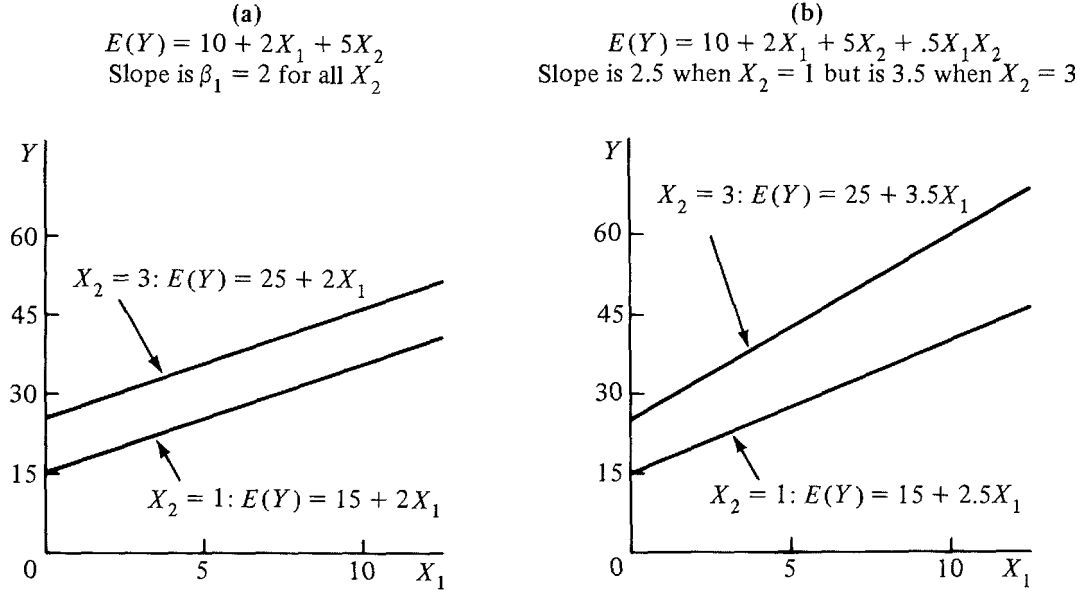 (a)
E(Y) = 10 + 2X₁ + 5X₂
Slope is β₁ = 2 for all X₂
Y
60
X₂ = 3: E(Y) = 25 + 2X₁
45
30
15
X₂ = 1: E(Y) = 15 + 2X₁
0
5
10
X₁
(b)
E(Y) = 10 + 2X₁ + 5X₂ + .5X₁X₂
Slope is 2.5 when X₂ = 1 but is 3.5 when X₂ = 3
Y
X₂ = 3: E(Y) = 25 + 3.5X₁
60
45
30
15
X₂ = 1: E(Y) = 15 + 2.5X₁
0
5
10
X₁